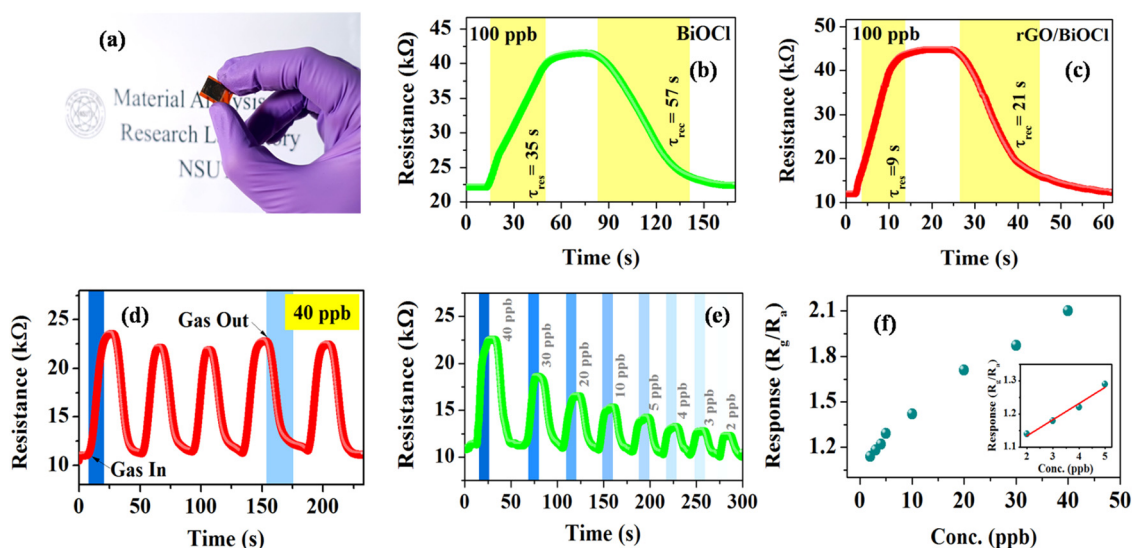 (a)
Material Analysis
Research Laboratory
NSUT
100 ppb
BiOCl
(b)
τres = 35 s
τrec = 57 s
Resistance (kΩ)
45
40
35
30
25
20
0
30
60
90
120
150
Time (s)
100 ppb
rGO/BiOCl
(c)
τres =9 s
τrec = 21 s
Resistance (kΩ)
50
40
30
20
10
0
10
20
30
40
50
60
Time (s)
(d)
40 ppb
Gas Out
Gas In
Resistance (kΩ)
25
20
15
10
0
50
100
150
200
Time (s)
(e)
40 ppb
30 ppb
20 ppb
10 ppb
5 ppb
4 ppb
3 ppb
2 ppb
Resistance (kΩ)
25
20
15
10
0
50
100
150
200
250
300
Time (s)
(f)
Response (Rg/Ra)
2.1
1.8
1.5
1.2
0
10
20
30
40
50
Conc. (ppb)
Response (Rg/Ra)
1.3
1.2
1.1
2
3
4
5
Conc. (ppb)